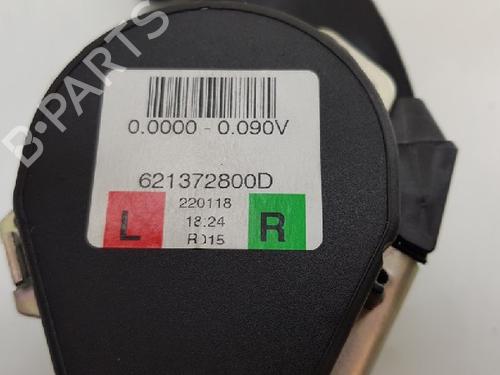 B-PARTS
0.0000 - 0.090V
621372800D
220118
L 18.24 R
R015